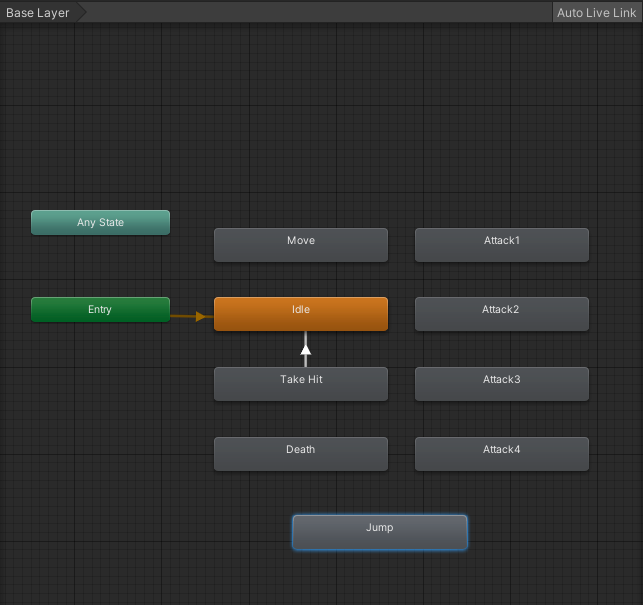 Base Layer
Auto Live Link
Any State
Move
Attack1
Entry
Idle
Attack2
Take Hit
Attack3
Death
Attack4
Jump